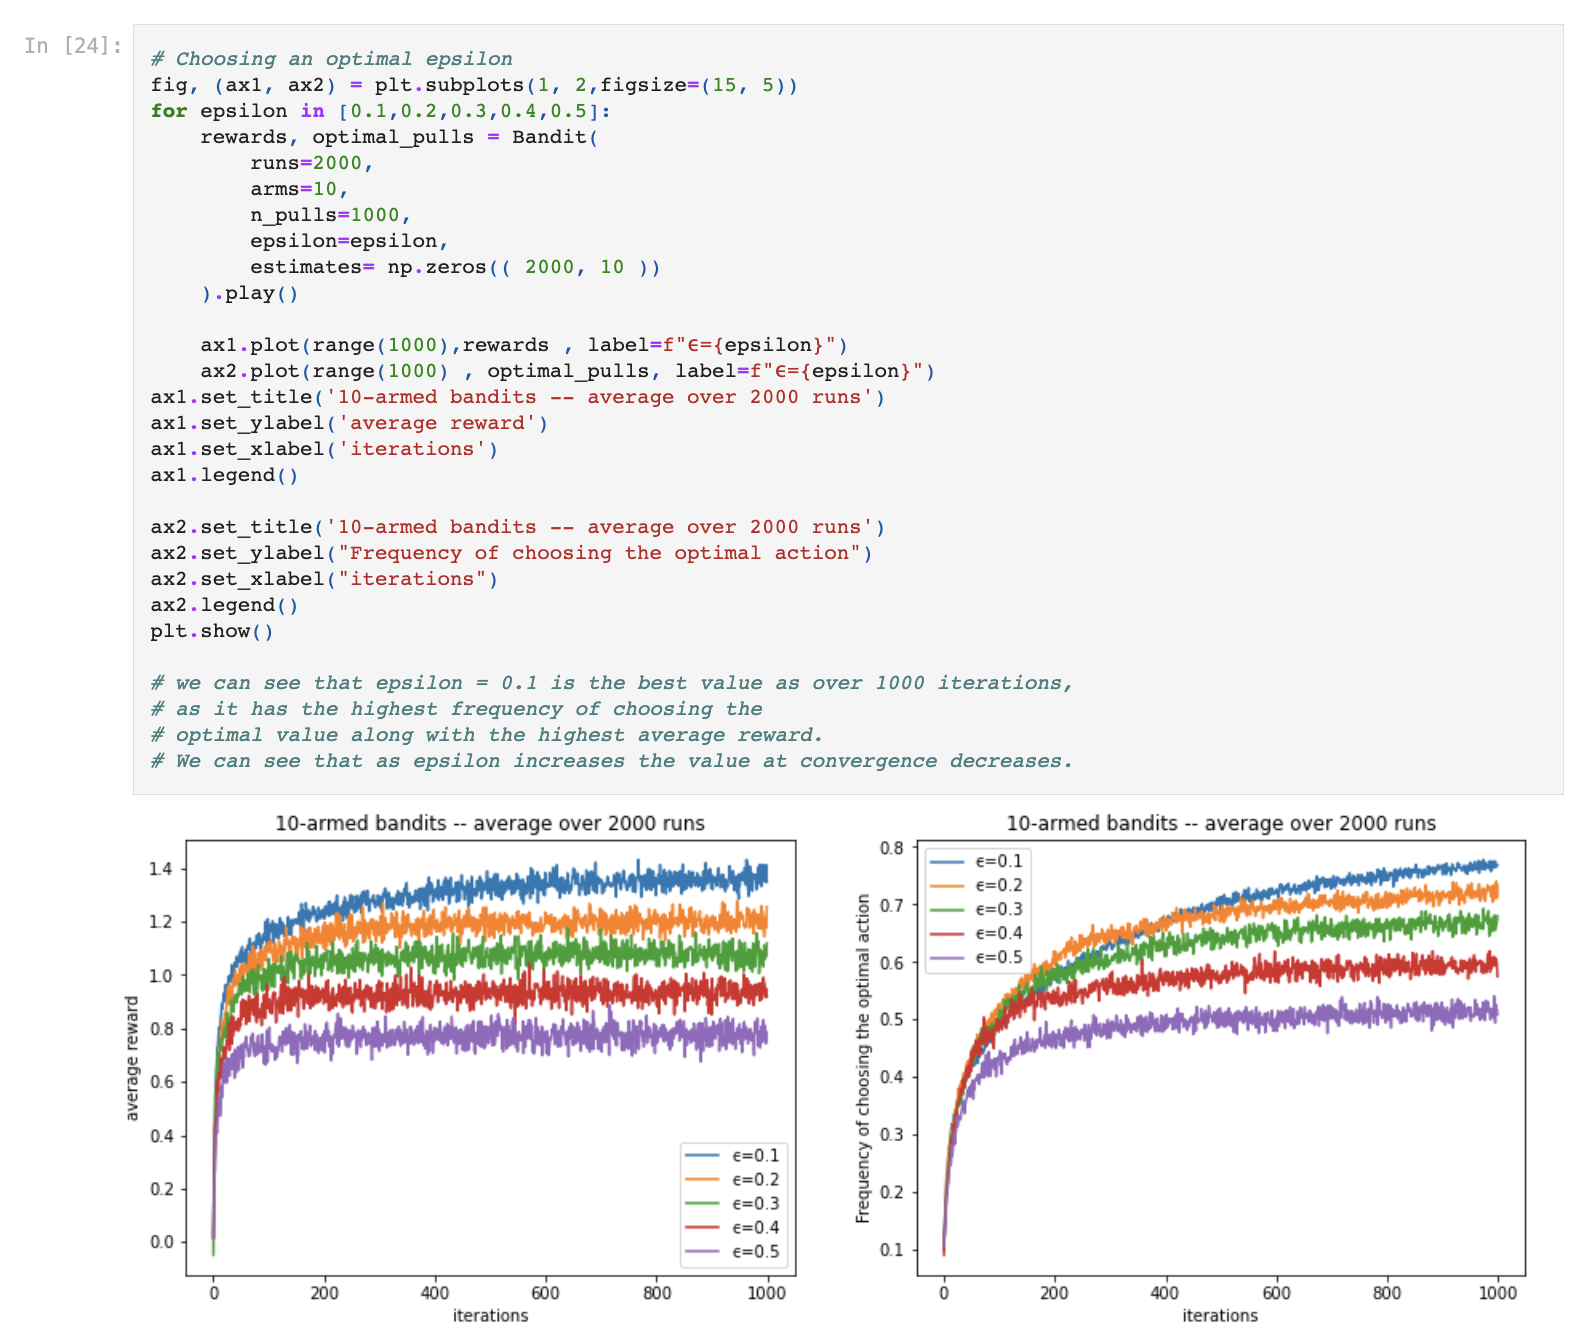 In [24]:
# Choosing an optimal epsilon
fig, (ax1, ax2) = plt.subplots(1, 2,figsize=(15, 5))
for epsilon in [0.1,0.2,0.3,0.4,0.5]:
    rewards, optimal_pulls = Bandit(
        runs=2000,
        arms=10,
        n_pulls=1000,
        epsilon=epsilon,
        estimates= np.zeros(( 2000, 10 ))
    ).play()

    ax1.plot(range(1000),rewards , label=f"ϵ={epsilon}")
    ax2.plot(range(1000) , optimal_pulls, label=f"ϵ={epsilon}")
ax1.set_title('10-armed bandits -- average over 2000 runs')
ax1.set_ylabel('average reward')
ax1.set_xlabel('iterations')
ax1.legend()

ax2.set_title('10-armed bandits -- average over 2000 runs')
ax2.set_ylabel("Frequency of choosing the optimal action")
ax2.set_xlabel("iterations")
ax2.legend()
plt.show()

# we can see that epsilon = 0.1 is the best value as over 1000 iterations,
# as it has the highest frequency of choosing the
# optimal value along with the highest average reward.
# We can see that as epsilon increases the value at convergence decreases.
10-armed bandits -- average over 2000 runs
average reward
1.4
1.2
1.0
0.8
0.6
0.4
0.2
0.0
ϵ=0.1
ϵ=0.2
ϵ=0.3
ϵ=0.4
ϵ=0.5
0 200 400 600 800 1000
iterations
10-armed bandits -- average over 2000 runs
Frequency of choosing the optimal action
0.8
0.7
0.6
0.5
0.4
0.3
0.2
0.1
ϵ=0.1
ϵ=0.2
ϵ=0.3
ϵ=0.4
ϵ=0.5
0 200 400 600 800 1000
iterations